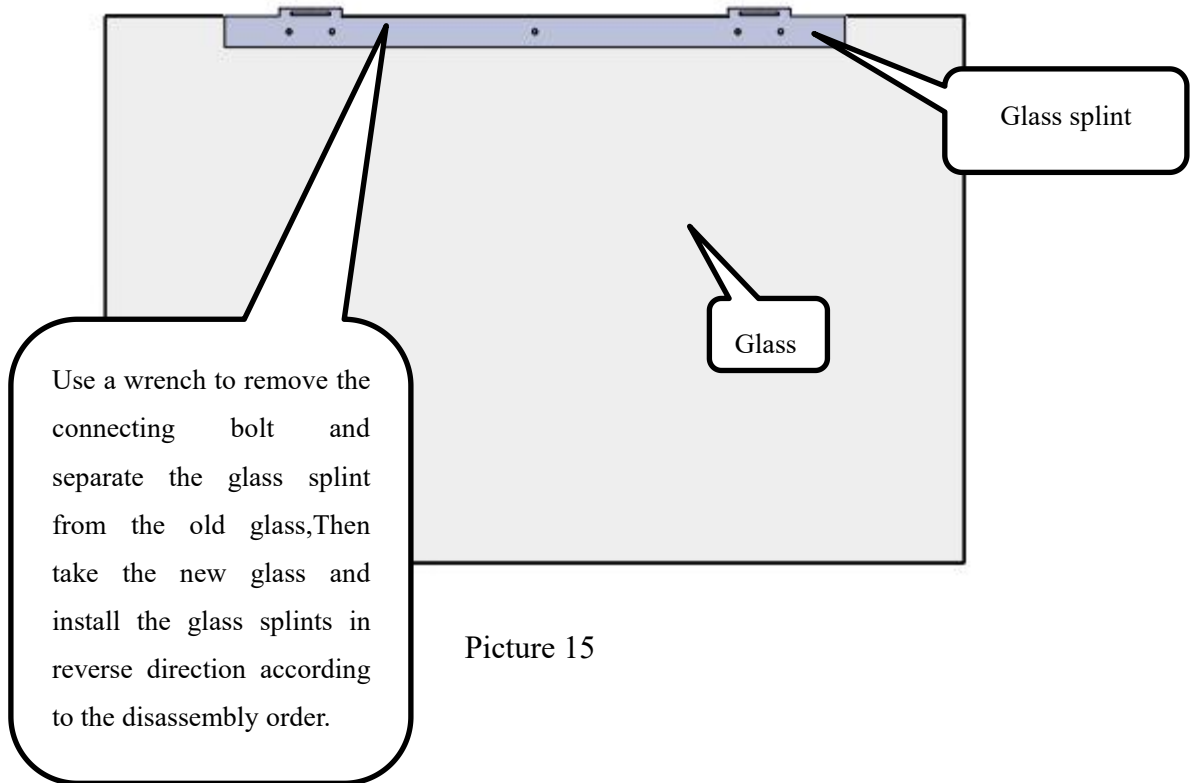 Glass splint
Glass
Use a wrench to remove the
connecting bolt and
separate the glass splint
from the old glass,Then
take the new glass and
install the glass splints in
reverse direction according
to the disassembly order.
Picture 15